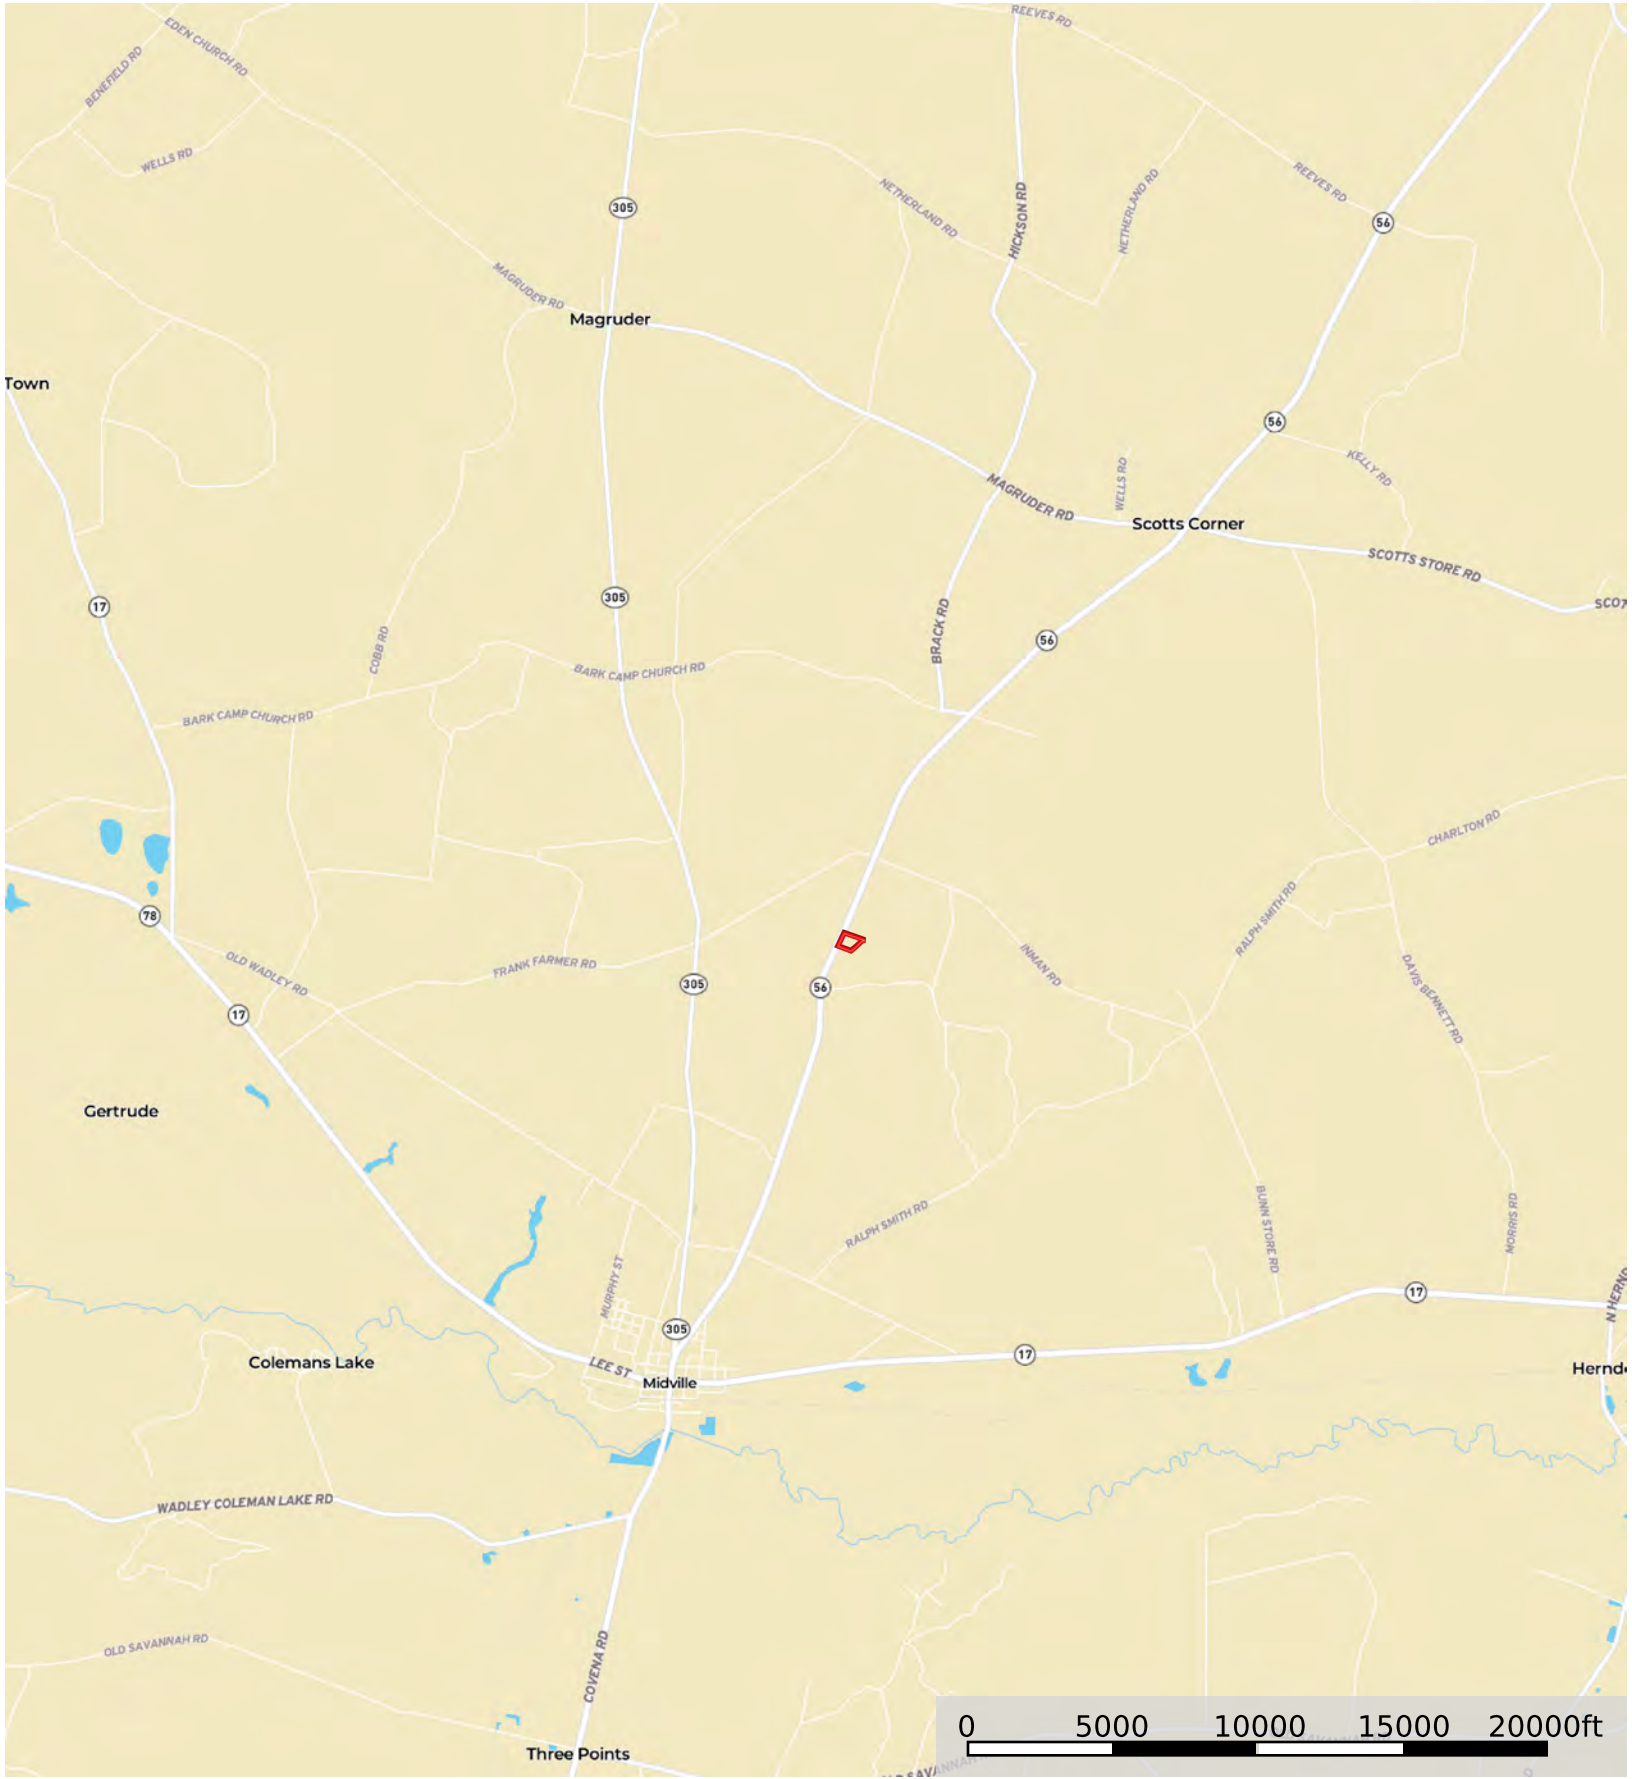 REEVES RD
EDEN CHURCH RD
BENEFIELD RD
WELLS RD
REEVES RD
NETHERLAND RD
NETHERLAND RD
HICKSON RD
305
56
MAGRUDER RD
Magruder
Town
56
KELLY RD
WELLS RD
MAGRUDER RD
Scotts Corner
SCOTTS STORE RD
305
17
SCOT
BRACK RD
56
COBB RD
BARK CAMP CHURCH RD
BARK CAMP CHURCH RD
CHARLTON RD
78
RALPH SMITH RD
OLD WADLEY RD
FRANK FARMER RD
INMAN RD
305
56
DAVIS BENNETT RD
17
Gertrude
RALPH SMITH RD
BUNN STORE RD
MORRIS RD
MURPHY ST
17
N HERND
305
17
Colemans Lake
LEE ST
Midville
Hernd
WADLEY COLEMAN LAKE RD
OLD SAVANNAH RD
COVENA RD
0 5000 10000 15000 20000ft
Three Points